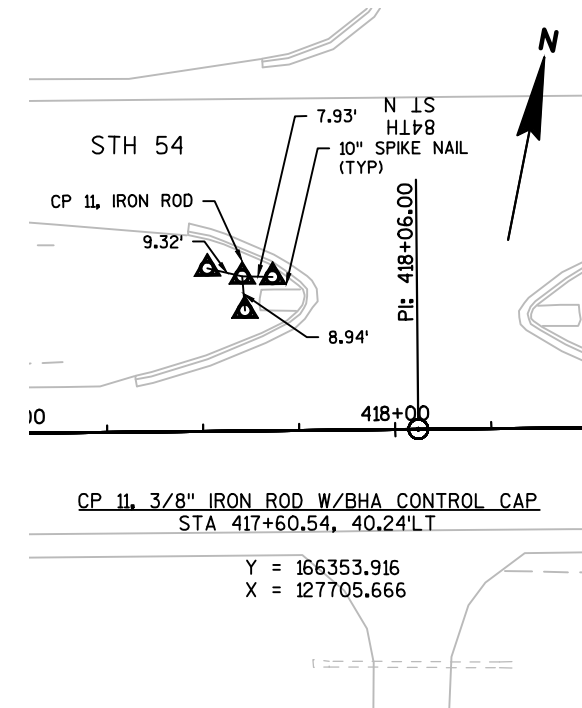 N
7.93'
84TH
ST N
STH 54
10" SPIKE NAIL
(TYP)
CP 11, IRON ROD
9.32'
PI: 418+06.00
8.94'
00
418+00
CP 11, 3/8" IRON ROD W/BHA CONTROL CAP
STA 417+60.54, 40.24'LT
Y = 166353.916
X = 127705.666